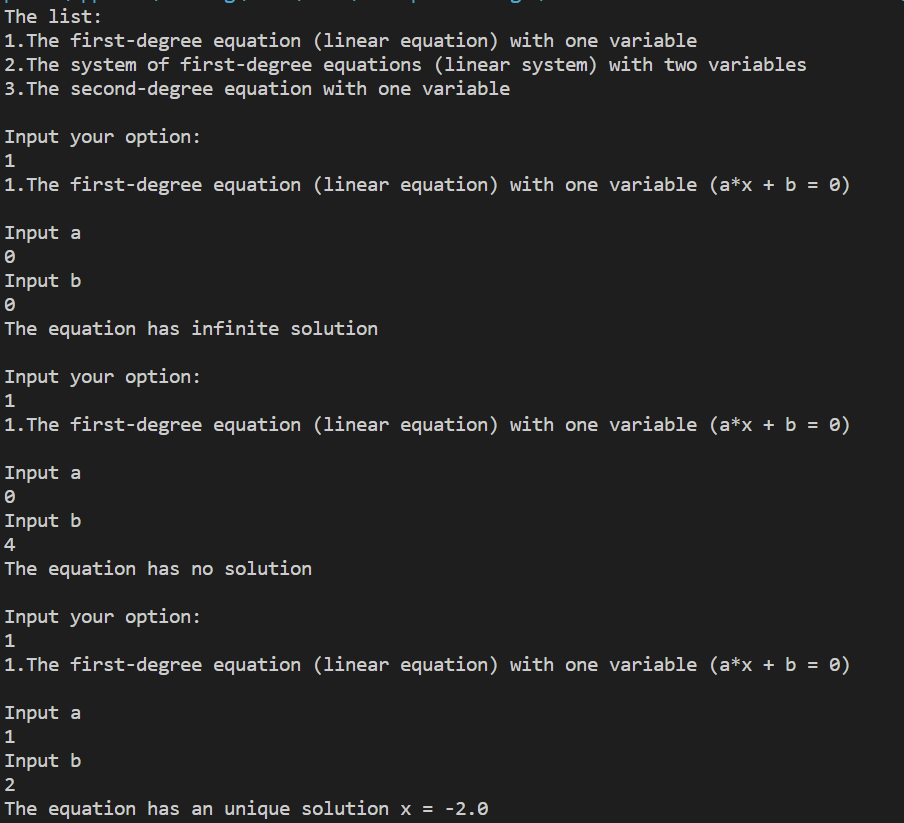 The list:
1.The first-degree equation (linear equation) with one variable
2.The system of first-degree equations (linear system) with two variables
3.The second-degree equation with one variable
Input your option:
1
1.The first-degree equation (linear equation) with one variable (a*x + b = 0)
Input a
0
Input b
0
The equation has infinite solution
Input your option:
1
1.The first-degree equation (linear equation) with one variable (a*x + b = 0)
Input a
0
Input b
4
The equation has no solution
Input your option:
1
1.The first-degree equation (linear equation) with one variable (a*x + b = 0)
Input a
1
Input b
2
The equation has an unique solution x = -2.0